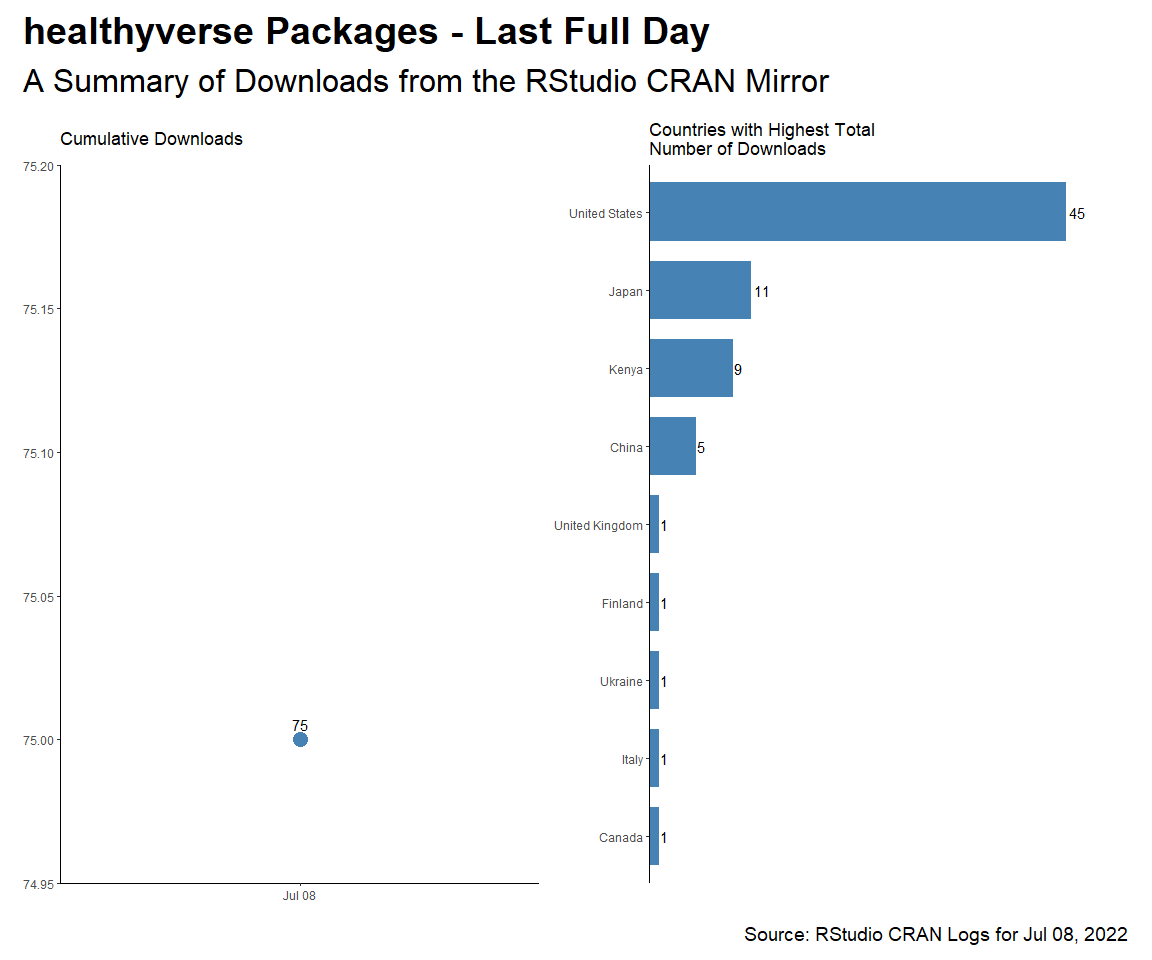 healthyverse Packages - Last Full Day
A Summary of Downloads from the RStudio CRAN Mirror
Cumulative Downloads
75.20
75.15
75.10
75.05
75.00
74.95
75
Jul 08
Countries with Highest Total
Number of Downloads
United States 45
Japan 11
Kenya 9
China 5
United Kingdom 1
Finland 1
Ukraine 1
Italy 1
Canada 1
Source: RStudio CRAN Logs for Jul 08, 2022